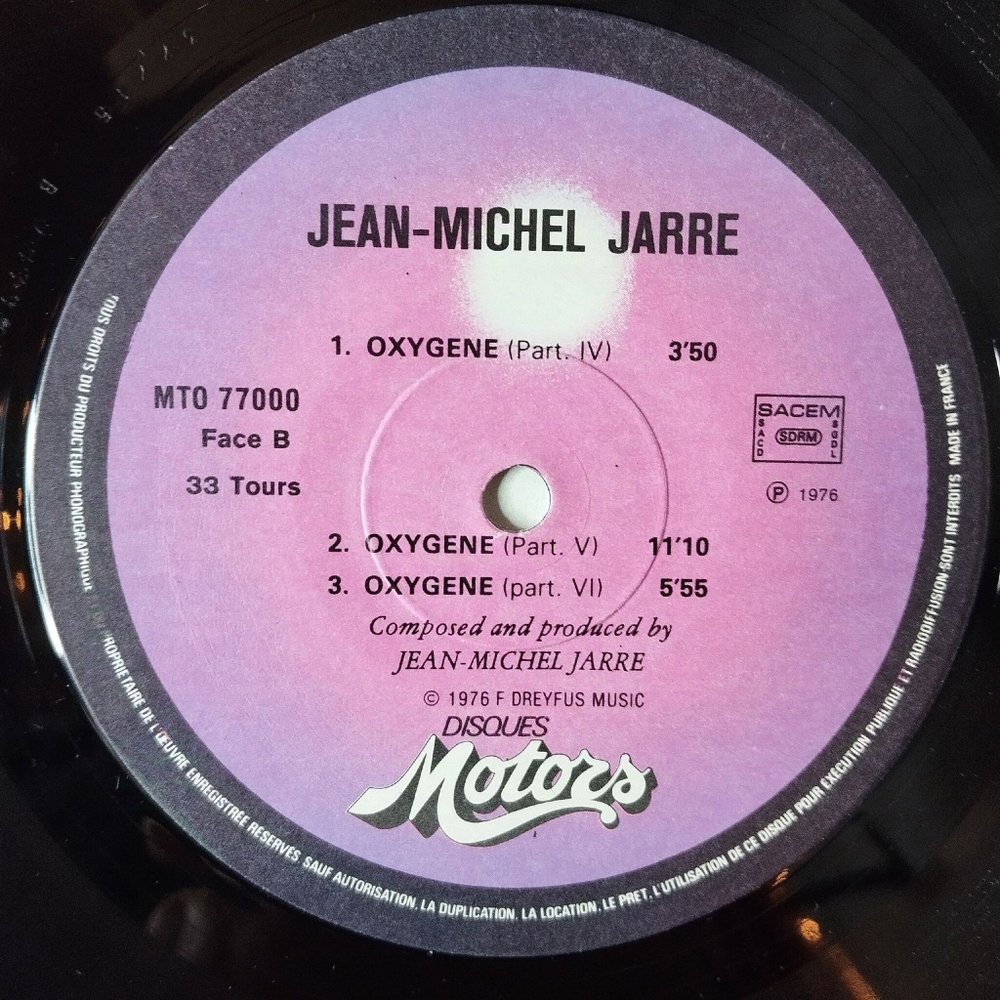 JEAN-MICHEL JARRE
1. OXYGENE (Part. IV) 3'50
MTO 77000
Face B
33 Tours
SACEM
SACD
SDRM
SGDL
Ⓟ 1976
2. OXYGENE (Part. V) 11'10
3. OXYGENE (part. VI) 5'55
Composed and produced by
JEAN-MICHEL JARRE
© 1976 F DREYFUS MUSIC
DISQUES
Motors
TOUS DROITS DU PRODUCTEUR PHONOGRAPHIQUE ET DU PROPRIETAIRE DE L'ŒUVRE ENREGISTREE RESERVES. SAUF AUTORISATION, LA DUPLICATION, LA LOCATION, LE PRET, L'UTILISATION DE CE DISQUE POUR EXECUTION PUBLIQUE ET RADIODIFFUSION SONT INTERDITS MADE IN FRANCE